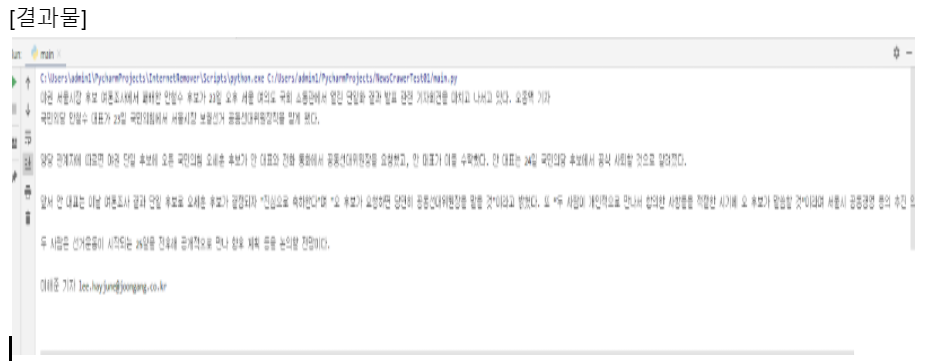 [결과물]
un: main ×
C:\Users\admin1\PycharmProjects\InternetRemover\Scripts\python.exe C:/Users/admin1/PycharmProjects/NewsCrawerTest01/main.py
야권 서울시장 후보 여론조사에서 패배한 안철수 후보가 23일 오후 서울 여의도 국회 소통관에서 열린 단일화 결과 발표 관련 기자회견을 마치고 나서고 있다. 오종택 기자
국민의당 안철수 대표가 23일 국민의힘에서 서울시장 보궐선거 공동선대위원장직을 맡게 됐다.
양당 관계자에 따르면 야권 단일 후보에 오른 국민의힘 오세훈 후보가 안 대표와 전화 통화에서 공동선대위원장을 요청했고, 안 대표가 이를 수락했다. 안 대표는 24일 국민의당 후보에서 공식 사퇴할 것으로 알려졌다.
앞서 안 대표는 이날 여론조사 결과 단일 후보로 오세훈 후보가 결정되자 "진심으로 축하한다"며 "오 후보가 요청하면 당연히 공동선대위원장을 맡을 것"이라고 밝혔다. 또 "두 사람이 개인적으로 만나서 합의한 사항들을 적절한 시기에 오 후보가 말씀할 것"이라며 서울시 공동경영 등의 추진 의
두 사람은 선거운동이 시작되는 25일을 전후해 공개적으로 만나 향후 계획 등을 논의할 전망이다.
이해준 기자 lee.hayjune@joongang.co.kr